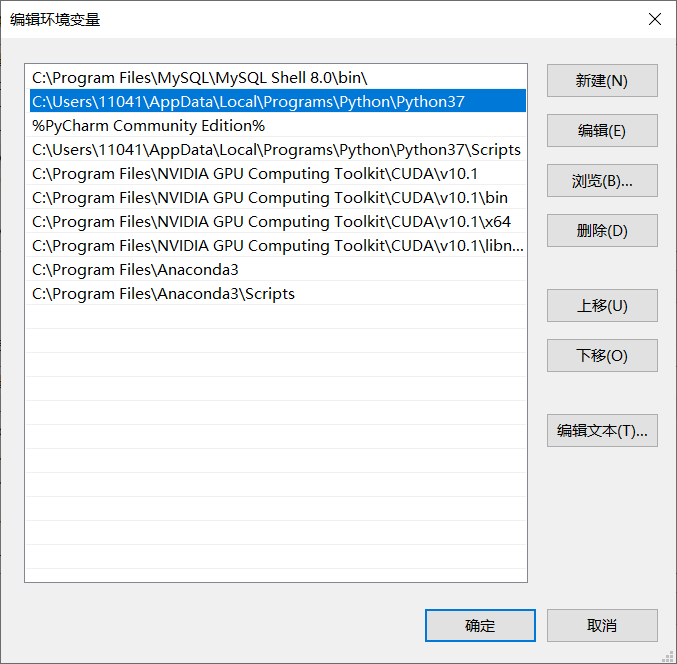 编辑环境变量
C:\Program Files\MySQL\MySQL Shell 8.0\bin\
C:\Users\11041\AppData\Local\Programs\Python\Python37
%PyCharm Community Edition%
C:\Users\11041\AppData\Local\Programs\Python\Python37\Scripts
C:\Program Files\NVIDIA GPU Computing Toolkit\CUDA\v10.1
C:\Program Files\NVIDIA GPU Computing Toolkit\CUDA\v10.1\bin
C:\Program Files\NVIDIA GPU Computing Toolkit\CUDA\v10.1\x64
C:\Program Files\NVIDIA GPU Computing Toolkit\CUDA\v10.1\libn...
C:\Program Files\Anaconda3
C:\Program Files\Anaconda3\Scripts
新建(N)
编辑(E)
浏览(B)...
删除(D)
上移(U)
下移(O)
编辑文本(T)...
确定
取消